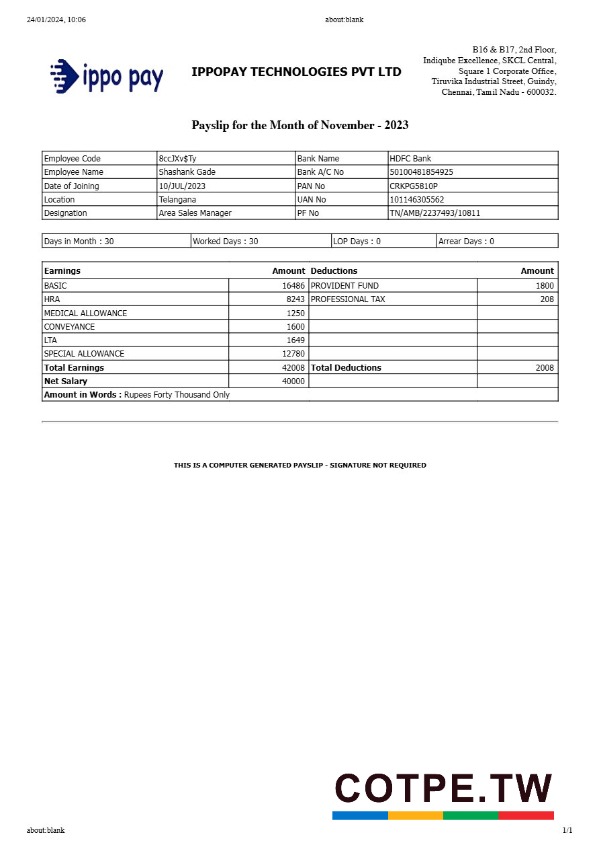 24/01/2024, 10:06 about:blank
ippo pay
IPPOPAY TECHNOLOGIES PVT LTD
B16 & B17, 2nd Floor,
Indiqube Excellence, SKCL Central,
Square 1 Corporate Office,
Tiruvika Industrial Street, Guindy,
Chennai, Tamil Nadu - 600032.
Payslip for the Month of November - 2023
Employee Code 8ccJXv$Ty Bank Name HDFC Bank
Employee Name Shashank Gade Bank A/C No 50100481854925
Date of Joining 10/JUL/2023 PAN No CRKPG5810P
Location Telangana UAN No 101146305562
Designation Area Sales Manager PF No TN/AMB/2237493/10811
Days in Month : 30 Worked Days : 30 LOP Days : 0 Arrear Days : 0
Earnings Amount Deductions Amount
BASIC 16486 PROVIDENT FUND 1800
HRA 8243 PROFESSIONAL TAX 208
MEDICAL ALLOWANCE 1250
CONVEYANCE 1600
LTA 1649
SPECIAL ALLOWANCE 12780
Total Earnings 42008 Total Deductions 2008
Net Salary 40000
Amount in Words : Rupees Forty Thousand Only
THIS IS A COMPUTER GENERATED PAYSLIP - SIGNATURE NOT REQUIRED
COTPE.TW
about:blank 1/1